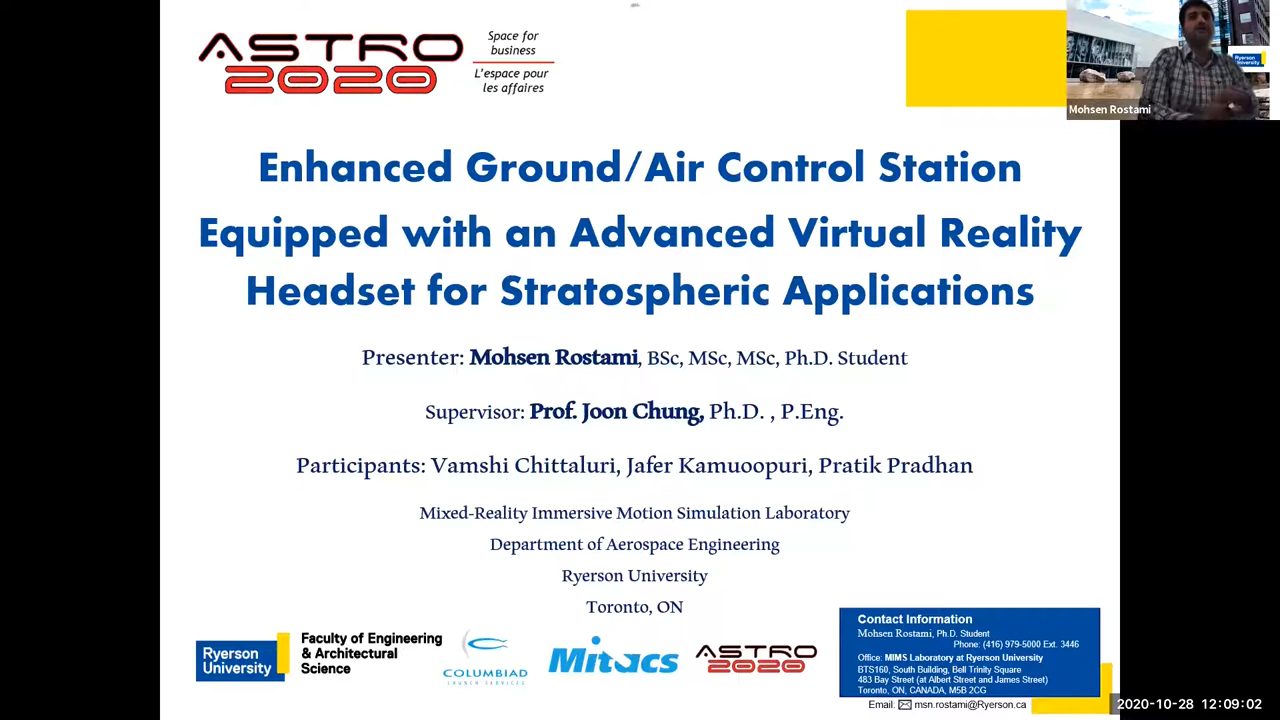 ASTRO
2020
Space for
business
L'espace pour
les affaires
Ryerson
University
Mohsen Rostami
Enhanced Ground/Air Control Station
Equipped with an Advanced Virtual Reality
Headset for Stratospheric Applications
Presenter: Mohsen Rostami, BSc, MSc, MSc, Ph.D. Student
Supervisor: Prof. Joon Chung, Ph.D. , P.Eng.
Participants: Vamshi Chittaluri, Jafer Kamuoopuri, Pratik Pradhan
Mixed-Reality Immersive Motion Simulation Laboratory
Department of Aerospace Engineering
Ryerson University
Toronto, ON
Ryerson
University
Faculty of Engineering
& Architectural
Science
COLUMBIAD
LAUNCH SERVICES
Mitacs
ASTRO
2020
Contact Information
Mohsen Rostami, Ph.D. Student
Phone: (416) 979-5000 Ext. 3446
Office: MIMS Laboratory at Ryerson University
BTS160, South Building, Bell Trinity Square
483 Bay Street (at Albert Street and James Street)
Toronto, ON, CANADA, M5B 2CG
Email: msn.rostami@Ryerson.ca
2020-10-28 12:09:02